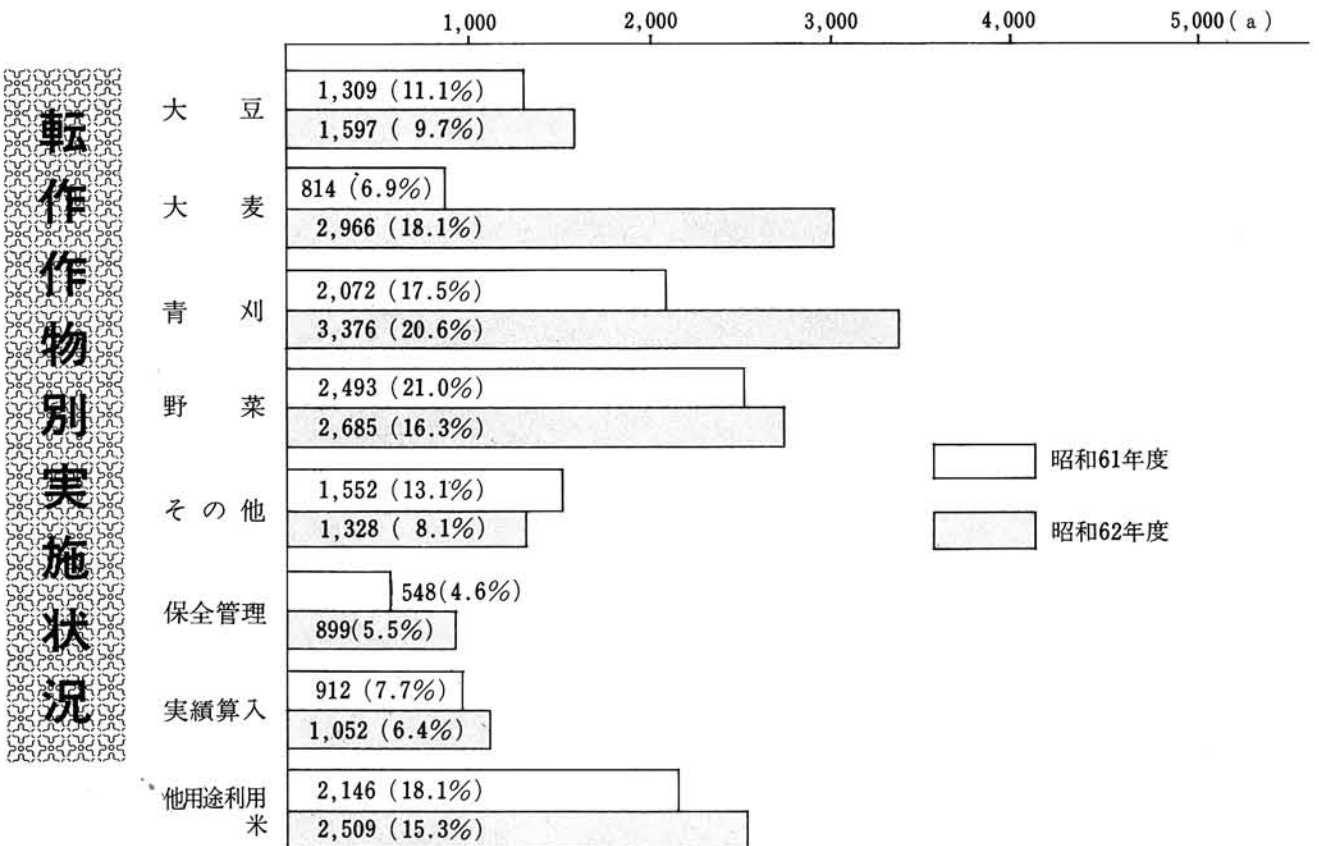 転作作物別実施状況
1,000 2,000 3,000 4,000 5,000(a)
大豆
1,309 (11.1%)
1,597 ( 9.7%)
大麦
814 (6.9%)
2,966 (18.1%)
青刈
2,072 (17.5%)
3,376 (20.6%)
野菜
2,493 (21.0%)
2,685 (16.3%)
その他
1,552 (13.1%)
1,328 ( 8.1%)
保全管理
548(4.6%)
899(5.5%)
実績算入
912 (7.7%)
1,052 (6.4%)
他用途利用
米
2,146 (18.1%)
2,509 (15.3%)
昭和61年度
昭和62年度